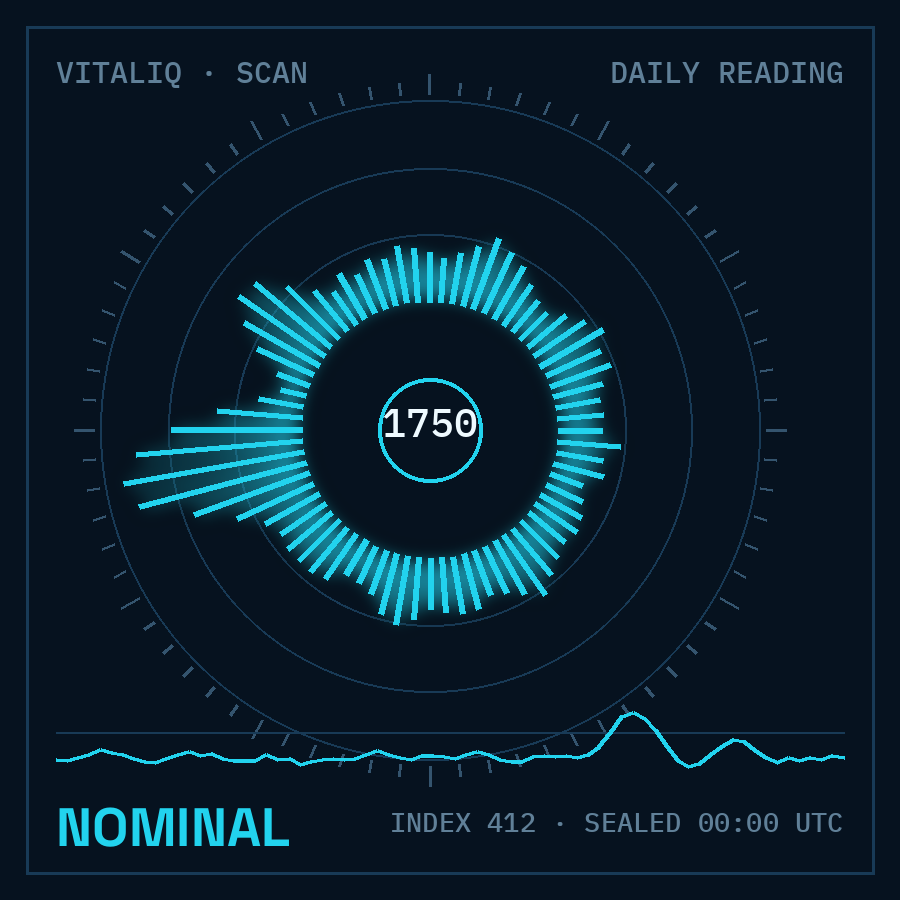 VITALIQ · SCAN
DAILY READING
1750
NOMINAL
INDEX 412 · SEALED 00:00 UTC